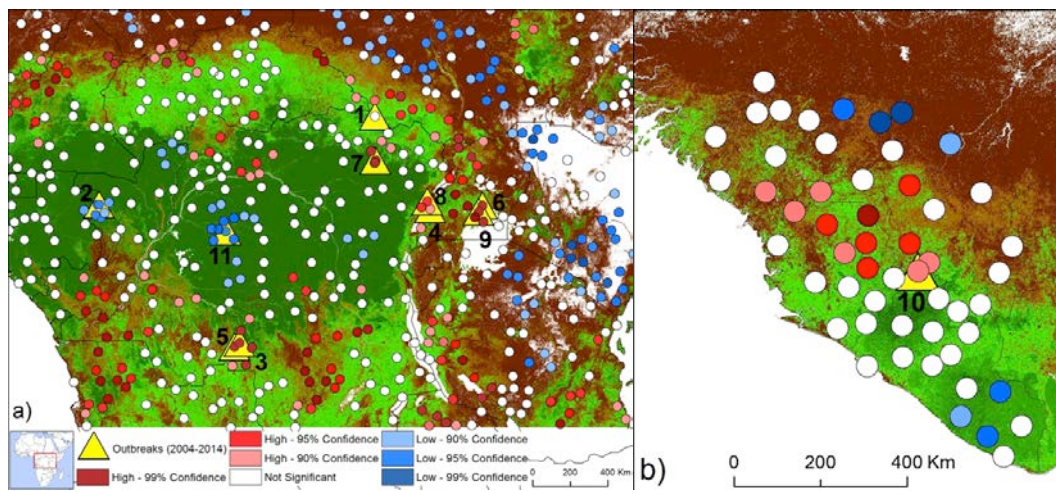 1
7
2
8
6
4
9
11
5
3
a)
Outbreaks (2004-2014)
High - 99% Confidence
High - 95% Confidence
High - 90% Confidence
Not Significant
Low - 90% Confidence
Low - 95% Confidence
Low - 99% Confidence
0 200 400 Km
10
b)
0 200 400 Km